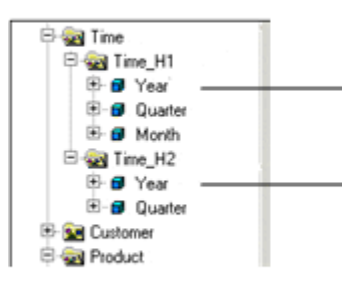 Time
Time_H1
Year
Quarter
Month
Time_H2
Year
Quarter
Customer
Product